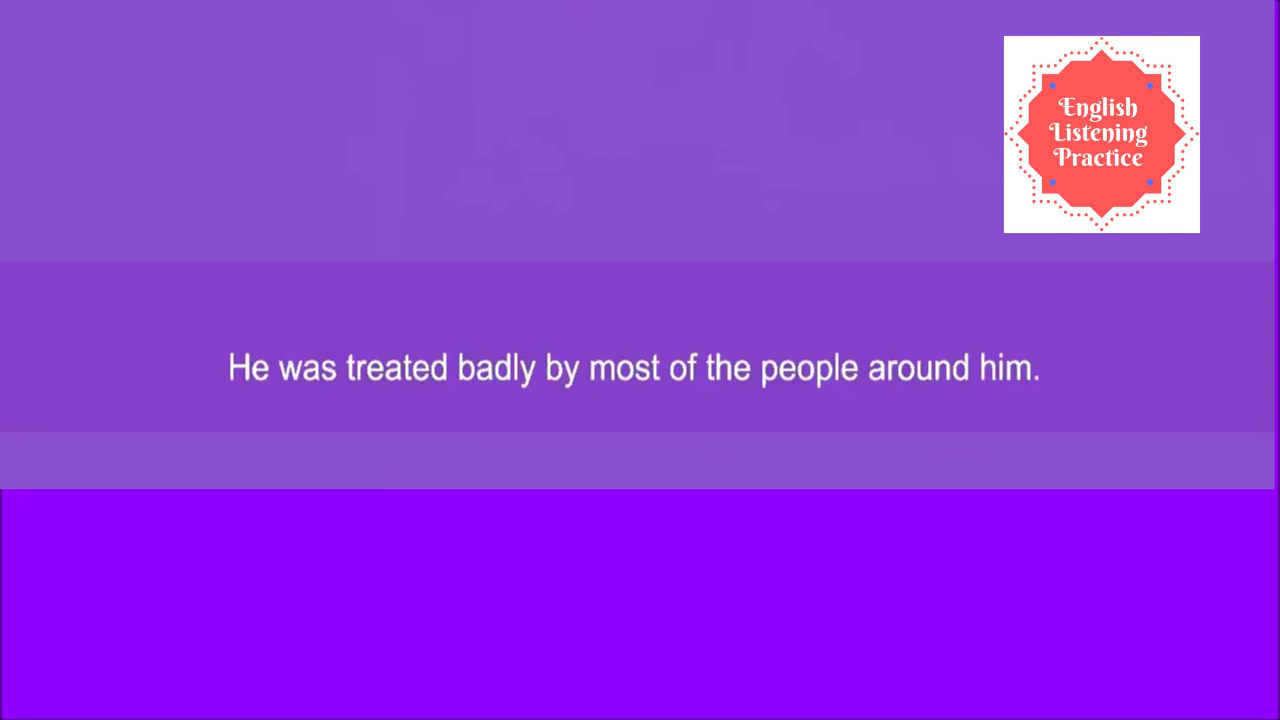 English
Listening
Practice
He was treated badly by most of the people around him.